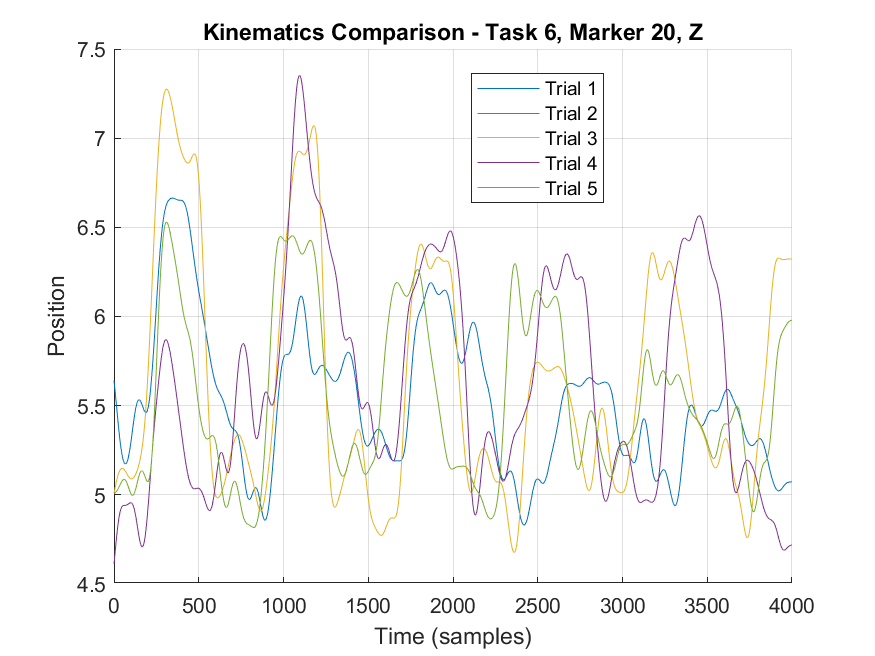 Kinematics Comparison - Task 6, Marker 20, Z
7.5
7
6.5
6
5.5
5
4.5
Position
Trial 1
Trial 2
Trial 3
Trial 4
Trial 5
0 500 1000 1500 2000 2500 3000 3500 4000
Time (samples)